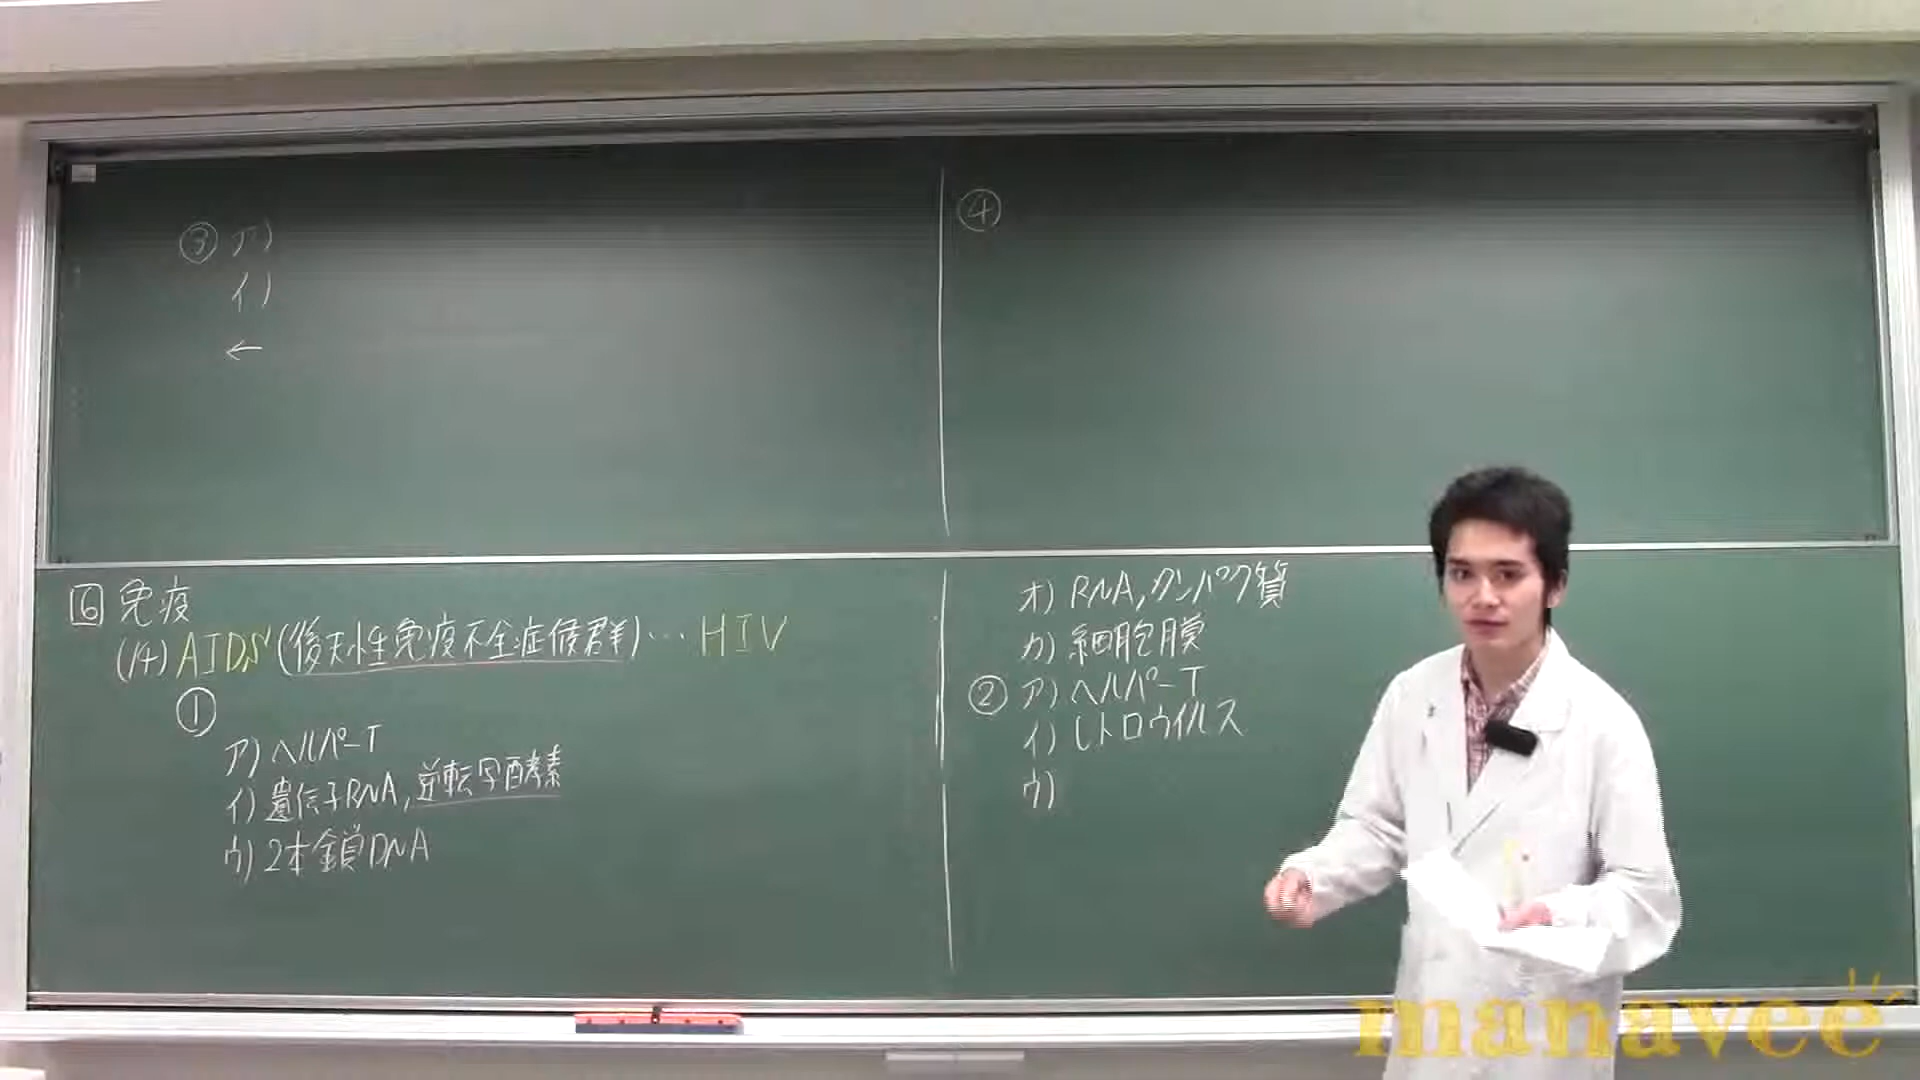 ③ ア)
イ)
←
④
6 免疫
(14) AIDS (後天性免疫不全症候群)… HIV
①
ア) ヘルパーT
イ) 遺伝子RNA, 逆転写酵素
ウ) 2本鎖DNA
オ) RNA, タンパク質
カ) 細胞膜
② ア) ヘルパーT
イ) レトロウイルス
ウ)
manavee